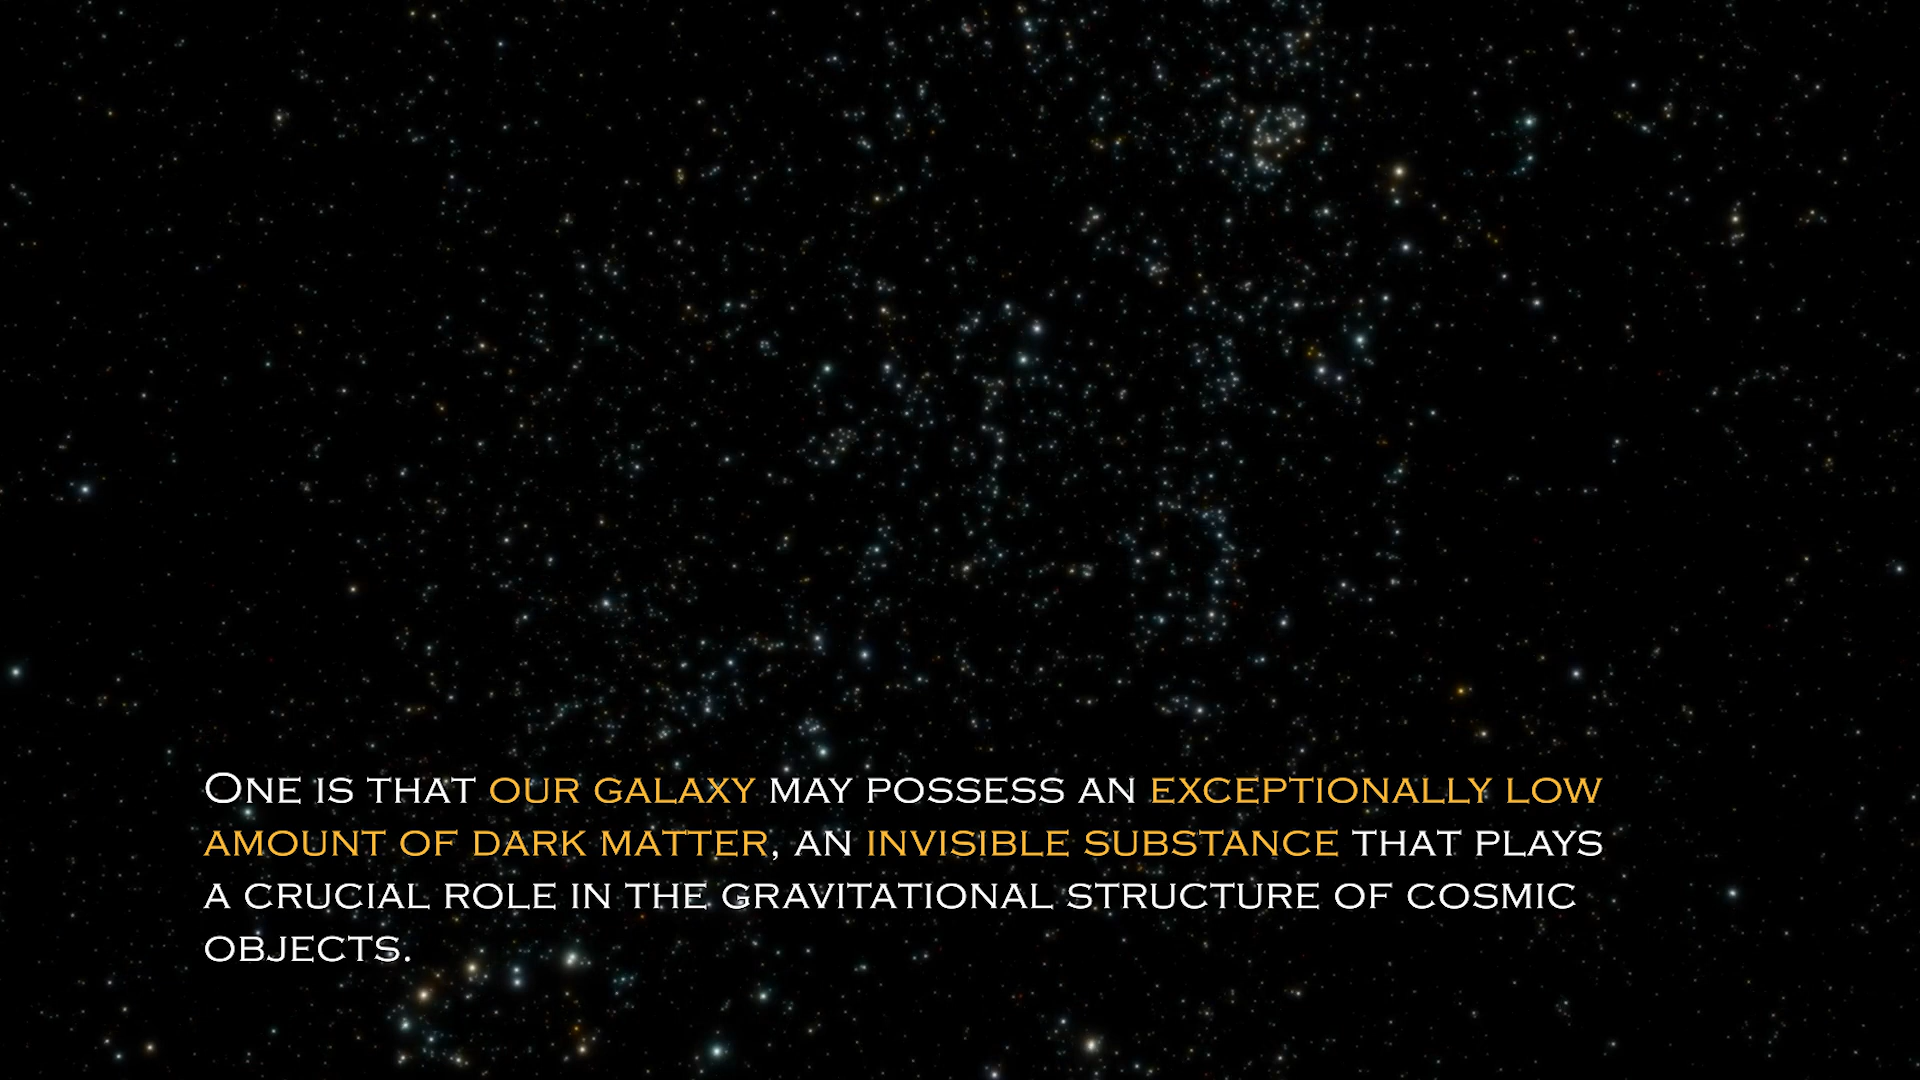 One is that our galaxy may possess an exceptionally low
amount of dark matter, an invisible substance that plays
a crucial role in the gravitational structure of cosmic
objects.